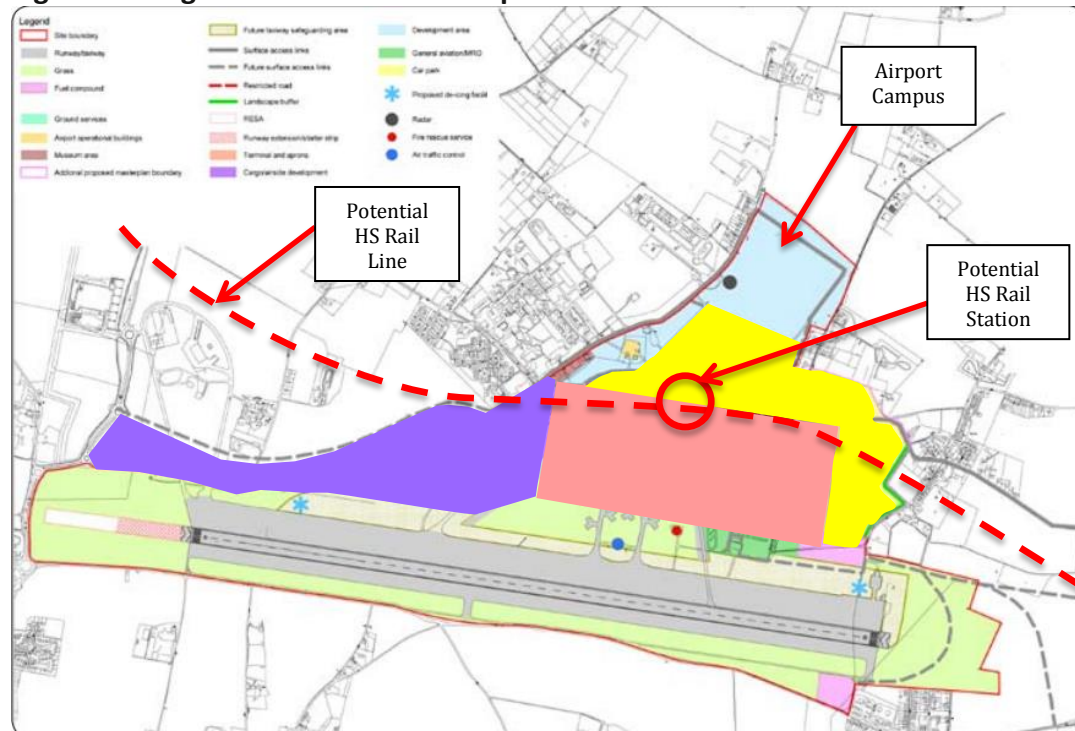 Legend
Site boundary
Runway/taxiway
Grass
Fuel compound
Ground services
Airport operational buildings
Museum area
Additional proposed masterplan boundary
Future taxiway safeguarding area
Surface access links
Future surface access links
Restricted road
Landscape buffer
RESA
Runway extension/starter strip
Terminal and aprons
Cargo/airside development
Development area
General aviation/MRO
Car park
Proposed de-icing facili
Radar
Fire rescue service
Air traffic control
Airport
Campus
Potential
HS Rail
Line
Potential
HS Rail
Station